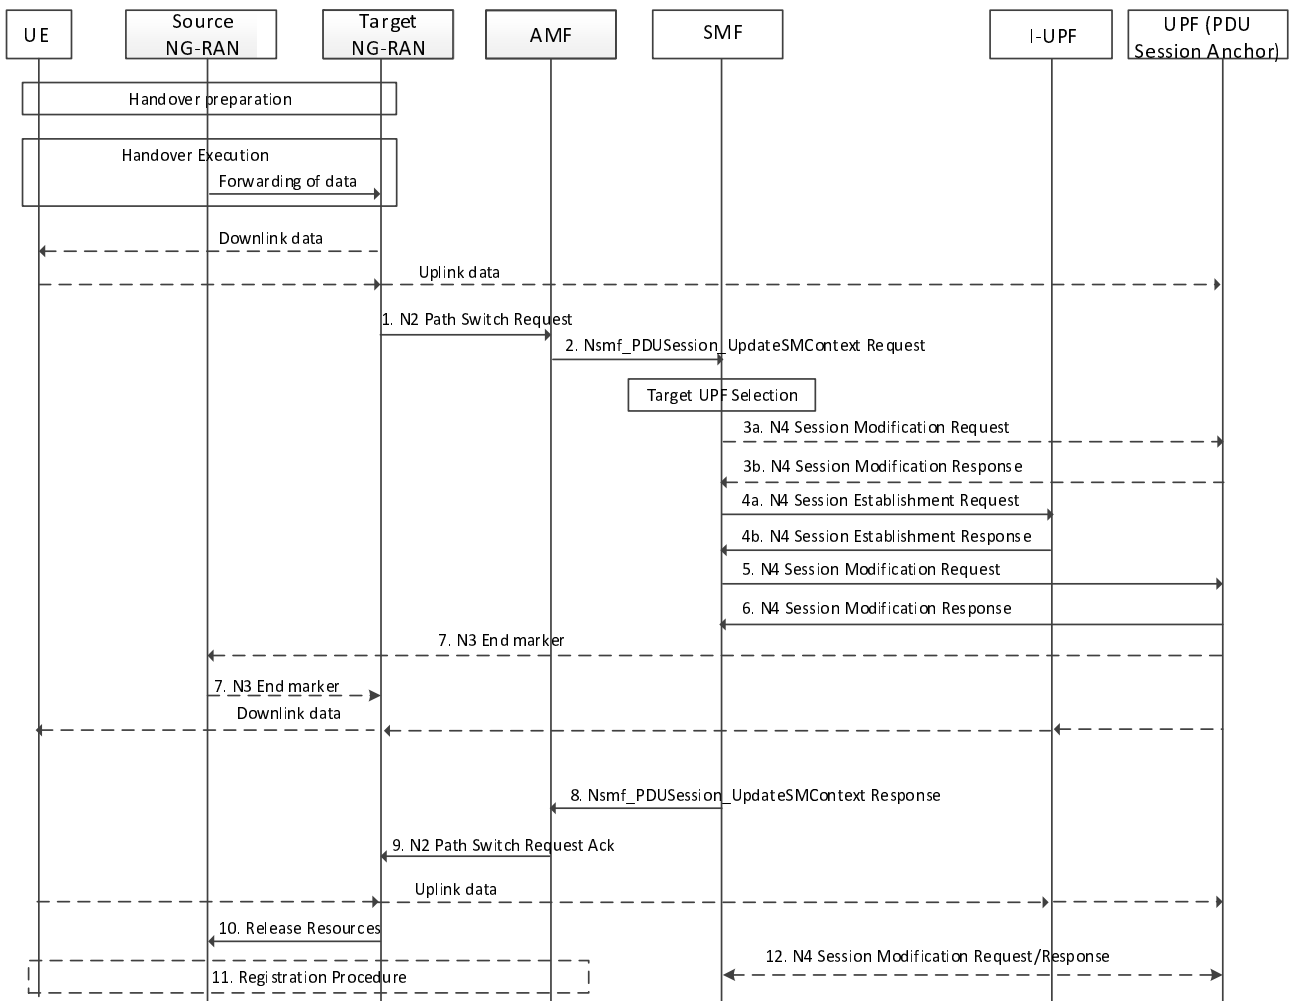 UE
Source
NG-RAN
Target
NG-RAN
AMF
SMF
I-UPF
UPF (PDU
Session Anchor)
Handover preparation
Handover Execution
Forwarding of data
Downlink data
Uplink data
1. N2 Path Switch Request
2. Nsmf_PDUSession_UpdateSMContext Request
Target UPF Selection
3a. N4 Session Modification Request
3b. N4 Session Modification Response
4a. N4 Session Establishment Request
4b. N4 Session Establishment Response
5. N4 Session Modification Request
6. N4 Session Modification Response
7. N3 End marker
7. N3 End marker
Downlink data
8. Nsmf_PDUSession_UpdateSMContext Response
9. N2 Path Switch Request Ack
Uplink data
10. Release Resources
12. N4 Session Modification Request/Response
11. Registration Procedure